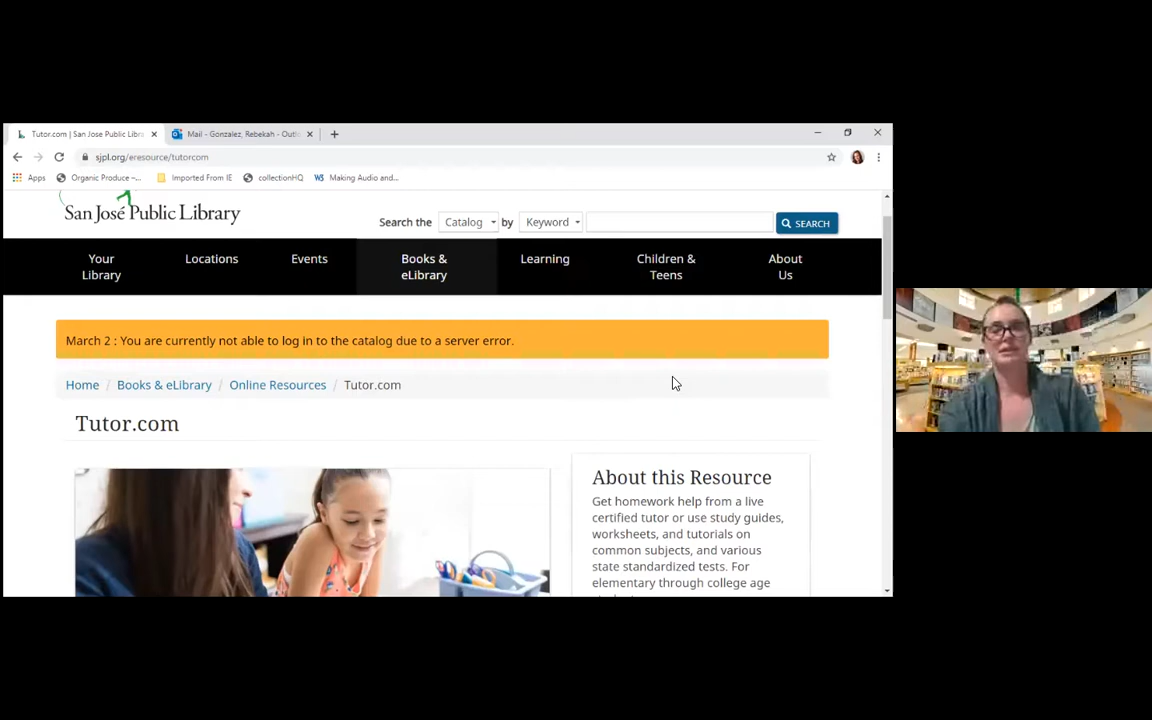 Tutor.com | San Jose Public Libra
Mail - Gonzalez, Rebekah - Outlo
sjpl.org/eresource/tutorcom
Apps
Organic Produce –...
Imported From IE
collectionHQ
Making Audio and...
San José Public Library
Search the Catalog by Keyword SEARCH
Your Library
Locations
Events
Books & eLibrary
Learning
Children & Teens
About Us
March 2 : You are currently not able to log in to the catalog due to a server error.
Home / Books & eLibrary / Online Resources / Tutor.com
Tutor.com
About this Resource
Get homework help from a live
certified tutor or use study guides,
worksheets, and tutorials on
common subjects, and various
state standardized tests. For
elementary through college age